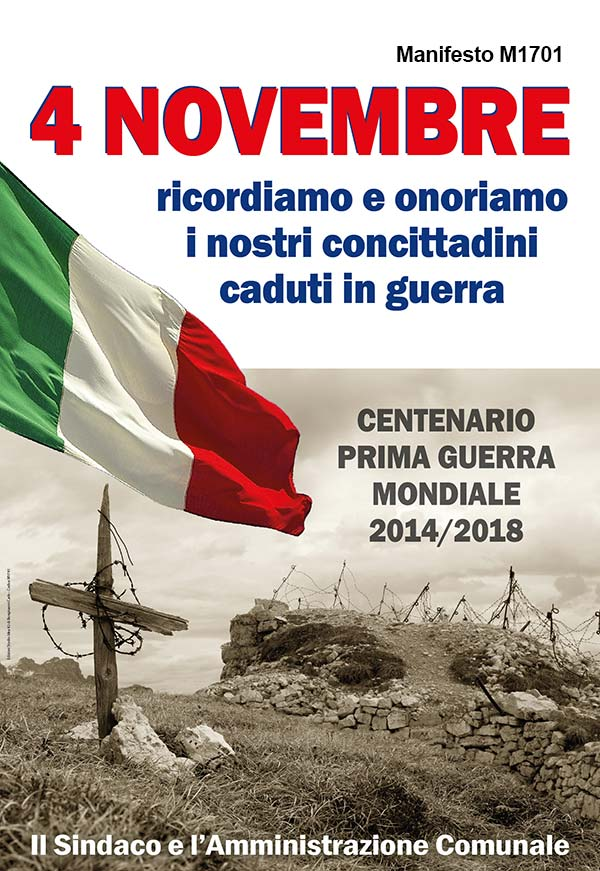 Manifesto M1701
4 NOVEMBRE
ricordiamo e onoriamo
i nostri concittadini
caduti in guerra
CENTENARIO
PRIMA GUERRA
MONDIALE
2014/2018
Il Sindaco e l'Amministrazione Comunale